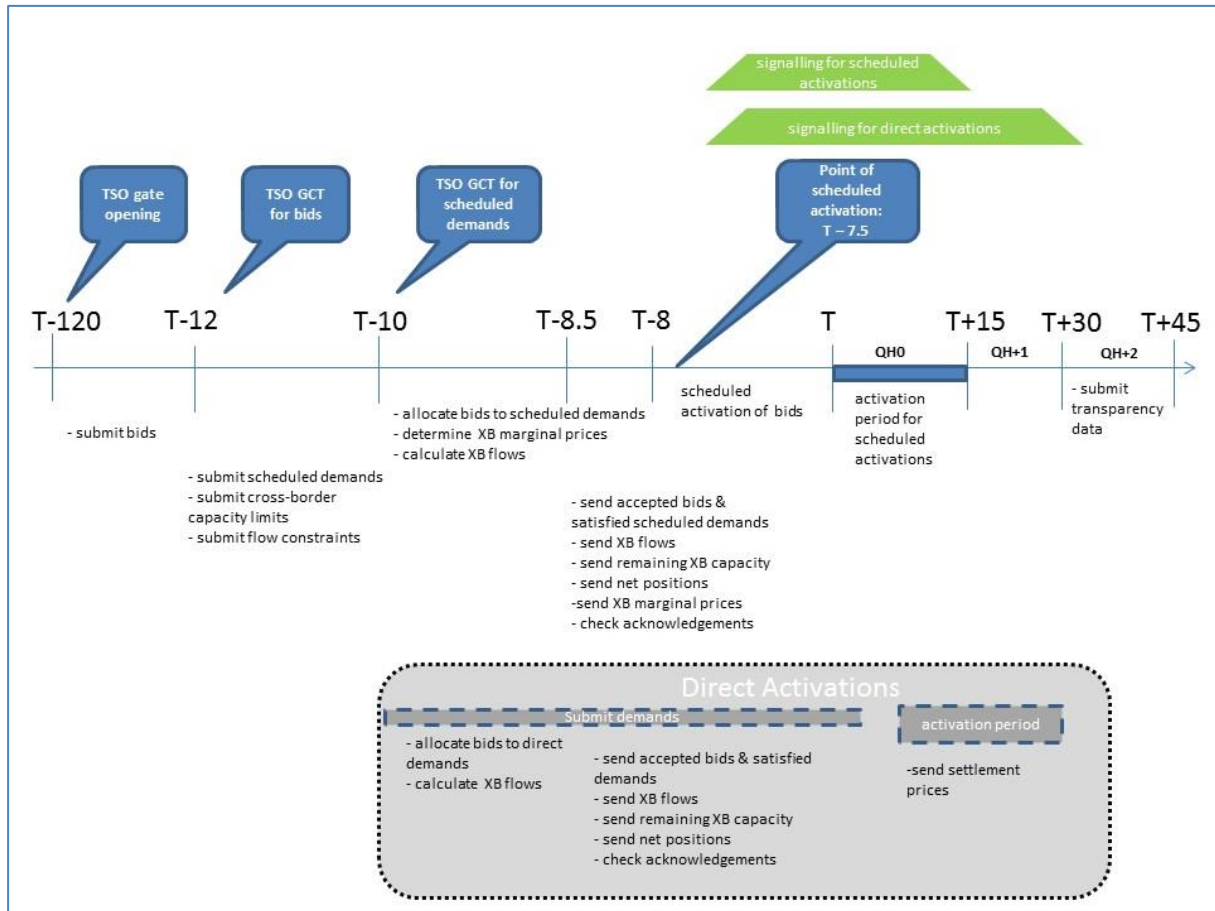 signalling for scheduled
activations
signalling for direct activations
TSO gate
opening
TSO GCT
for bids
TSO GCT for
scheduled
demands
Point of
scheduled
activation:
T – 7.5
T-120
T-12
T-10
T-8.5
T-8
T
T+15
T+30
T+45
QH0
QH+1
QH+2
- submit bids
- submit scheduled demands
- submit cross-border
capacity limits
- submit flow constraints
- allocate bids to scheduled demands
- determine XB marginal prices
- calculate XB flows
- send accepted bids &
satisfied scheduled demands
- send XB flows
- send remaining XB capacity
- send net positions
-send XB marginal prices
- check acknowledgements
scheduled
activation of bids
activation
period for
scheduled
activations
- submit
transparency
data
Direct Activations
Submit demands
activation period
- allocate bids to direct
demands
- calculate XB flows
- send accepted bids & satisfied
demands
- send XB flows
- send remaining XB capacity
- send net positions
- check acknowledgements
-send settlement
prices